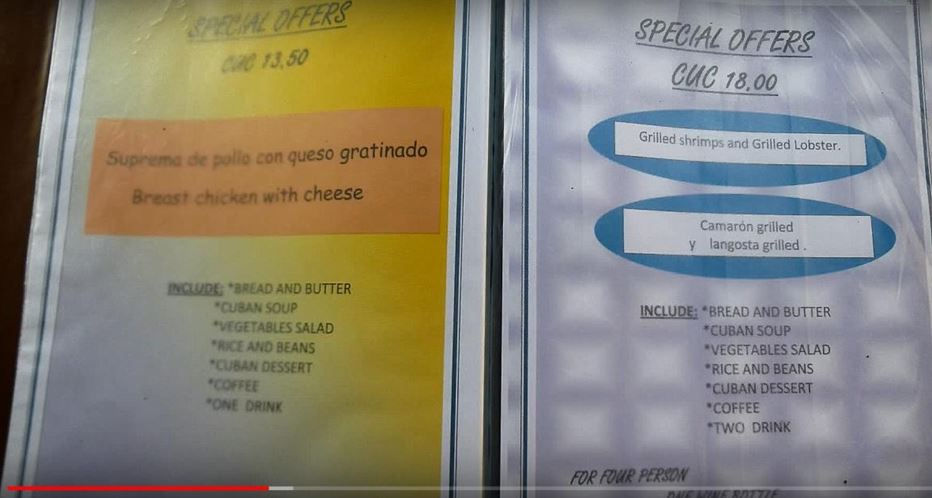 SPECIAL OFFERS
CUC 13,50
Suprema de pollo con queso gratinado
Breast chicken with cheese
INCLUDE: *BREAD AND BUTTER
*CUBAN SOUP
*VEGETABLES SALAD
*RICE AND BEANS
*CUBAN DESSERT
*COFFEE
*ONE DRINK
SPECIAL OFFERS
CUC 18,00
Grilled shrimps and Grilled Lobster.
Camarón grilled
y langosta grilled .
INCLUDE: *BREAD AND BUTTER
*CUBAN SOUP
*VEGETABLES SALAD
*RICE AND BEANS
*CUBAN DESSERT
*COFFEE
*TWO DRINK
FOR FOUR PERSON
ONE WINE BOTTLE